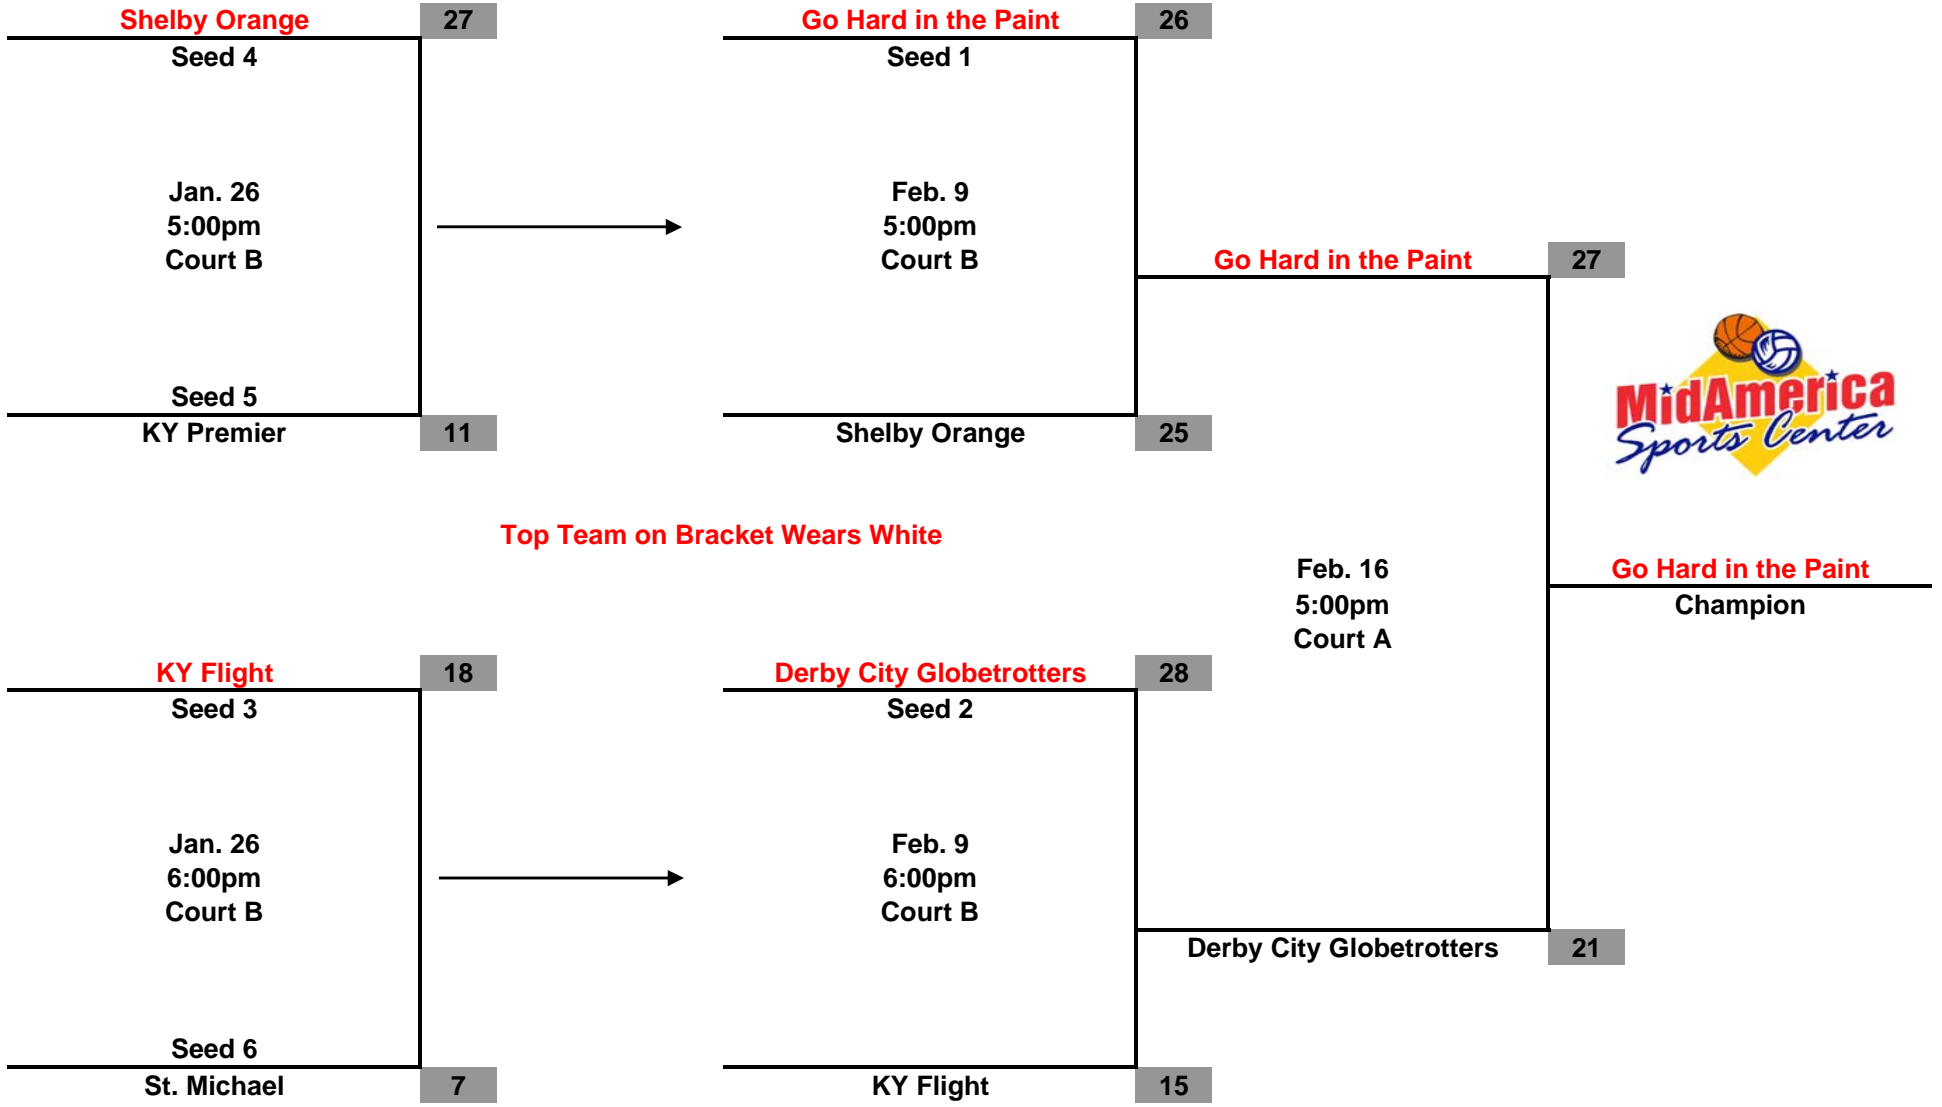 Shelby Orange 27
Seed 4
Jan. 26
5:00pm
Court B
Seed 5
KY Premier 11
Go Hard in the Paint 26
Seed 1
Feb. 9
5:00pm
Court B
Shelby Orange 25
Go Hard in the Paint 27
MidAmerica
Sports Center
Top Team on Bracket Wears White
Feb. 16
5:00pm
Court A
Go Hard in the Paint
Champion
KY Flight 18
Seed 3
Jan. 26
6:00pm
Court B
Seed 6
St. Michael 7
Derby City Globetrotters 28
Seed 2
Feb. 9
6:00pm
Court B
KY Flight 15
Derby City Globetrotters 21